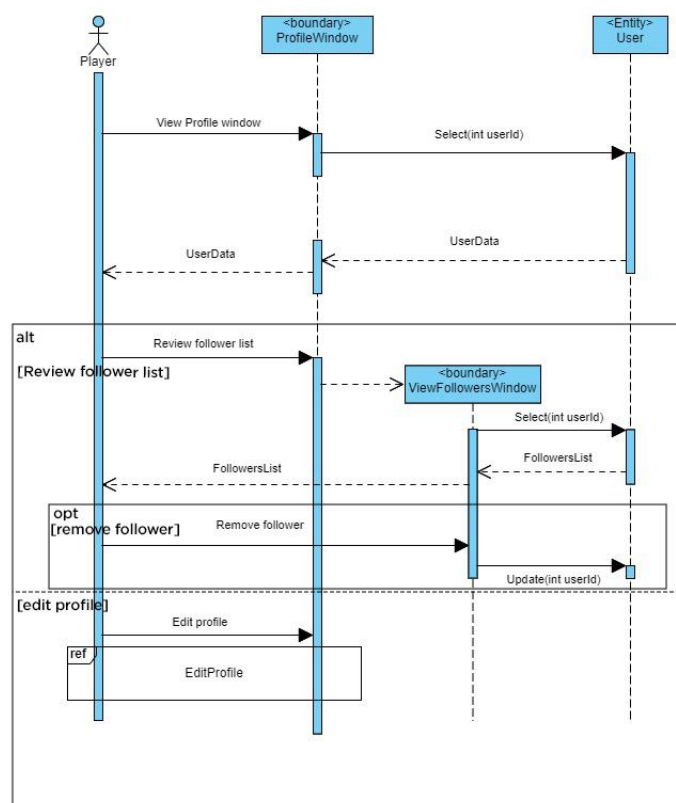 <boundary>
ProfileWindow
<Entity>
User
Player
View Profile window
Select(int userId)
UserData
UserData
alt
Review follower list
[Review follower list]
<boundary>
ViewFollowersWindow
Select(int userId)
FollowersList
FollowersList
opt
[remove follower]
Remove follower
Update(int userId)
[edit profile]
Edit profile
ref
EditProfile